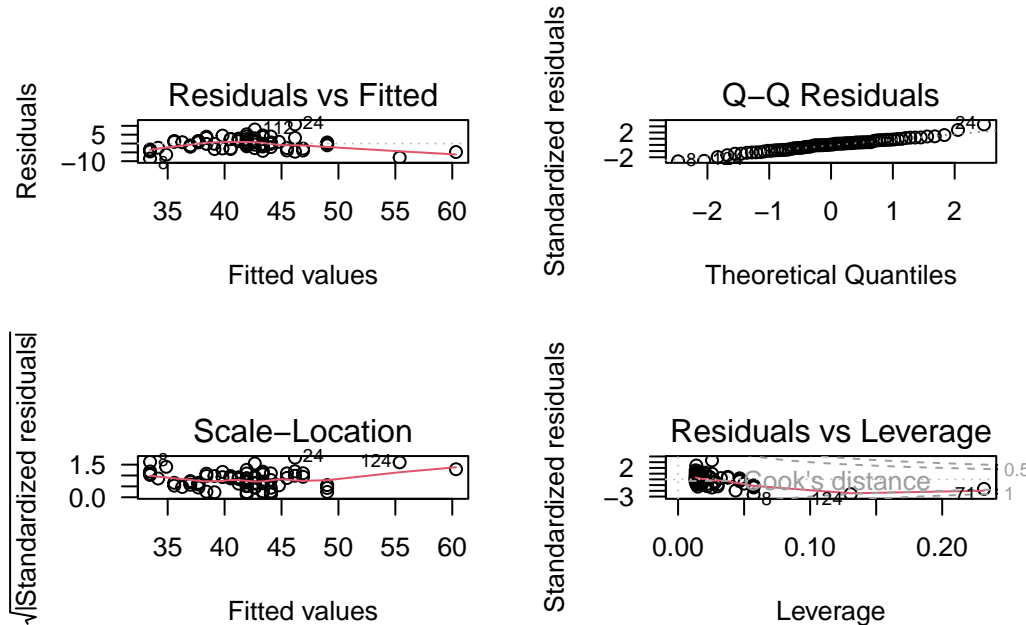 Residuals vs Fitted
Residuals
5
−10
112
24
8
35 40 45 50 55 60
Fitted values
Q−Q Residuals
Standardized residuals
2
−2
24
8
124
−2 −1 0 1 2
Theoretical Quantiles
Scale−Location
√|Standardized residuals|
1.5
0.0
8
24
124
35 40 45 50 55 60
Fitted values
Residuals vs Leverage
Standardized residuals
2
−3
Cook's distance
0.5
1
8
124
71
0.00 0.10 0.20
Leverage